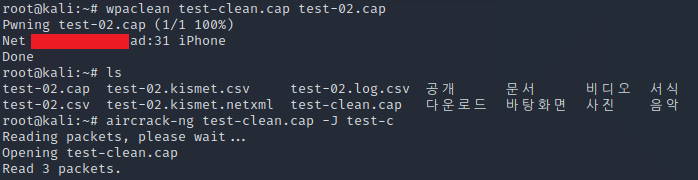 root@kali:~# wpaclean test-clean.cap test-02.cap
Pwning test-02.cap (1/1 100%)
Net ad:31 iPhone
Done
root@kali:~# ls
test-02.cap test-02.kismet.csv test-02.log.csv 공개 문서 비디오 서식
test-02.csv test-02.kismet.netxml test-clean.cap 다운로드 바탕화면 사진 음악
root@kali:~# aircrack-ng test-clean.cap -J test-c
Reading packets, please wait...
Opening test-clean.cap
Read 3 packets.